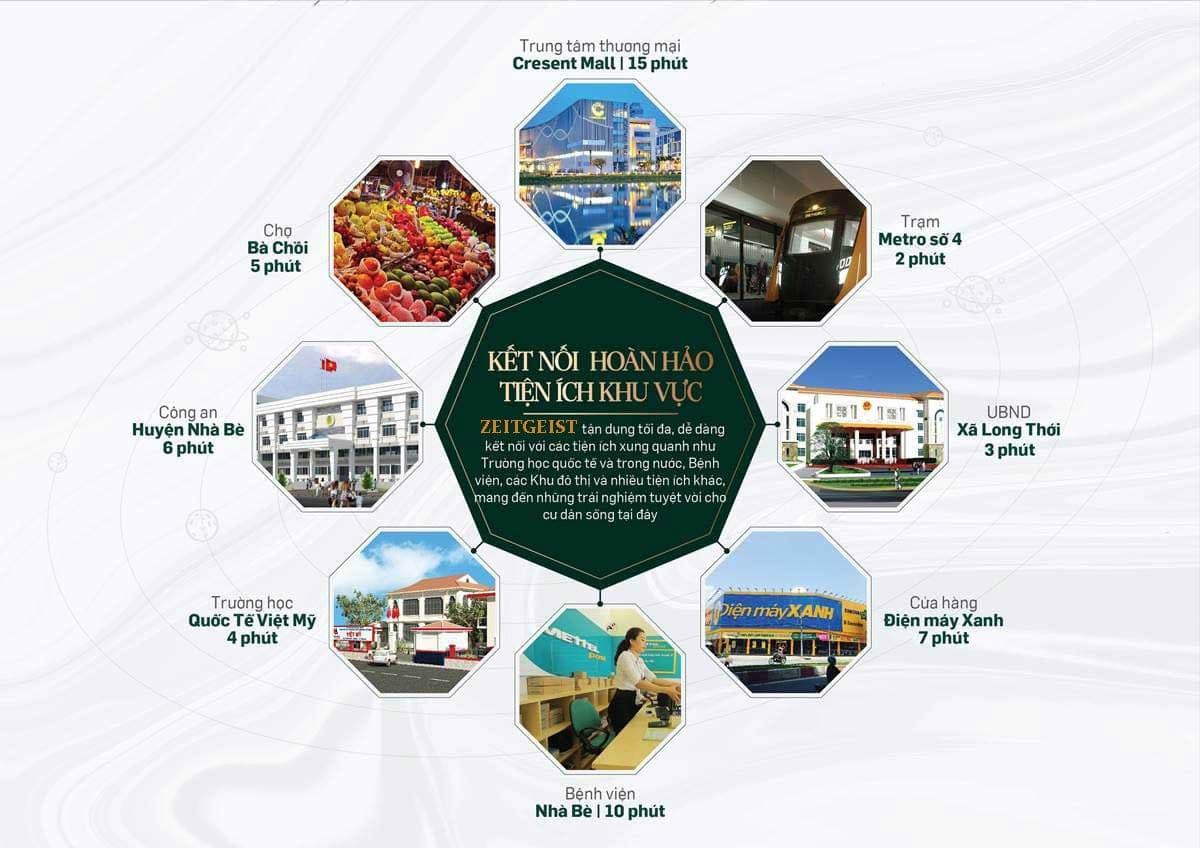 Trung tâm thương mại
Cresent Mall | 15 phút
Chợ
Bà Chồi
5 phút
Trạm
Metro số 4
2 phút
KẾT NỐI HOÀN HẢO
TIỆN ÍCH KHU VỰC
ZEITGEIST tận dụng tối đa, dễ dàng
kết nối với các tiện ích xung quanh như
Trường học quốc tế và trong nước, Bệnh
viện, các Khu đô thị và nhiều tiện ích khác,
mang đến những trải nghiệm tuyệt vời cho
cư dân sống tại đây
Công an
Huyện Nhà Bè
6 phút
UBND
Xã Long Thới
3 phút
Trường học
Quốc Tế Việt Mỹ
4 phút
VIỆT MỸ
Điện máy XANH
Cửa hàng
Điện máy Xanh
7 phút
VIETTEL
post
Bệnh viện
Nhà Bè | 10 phút